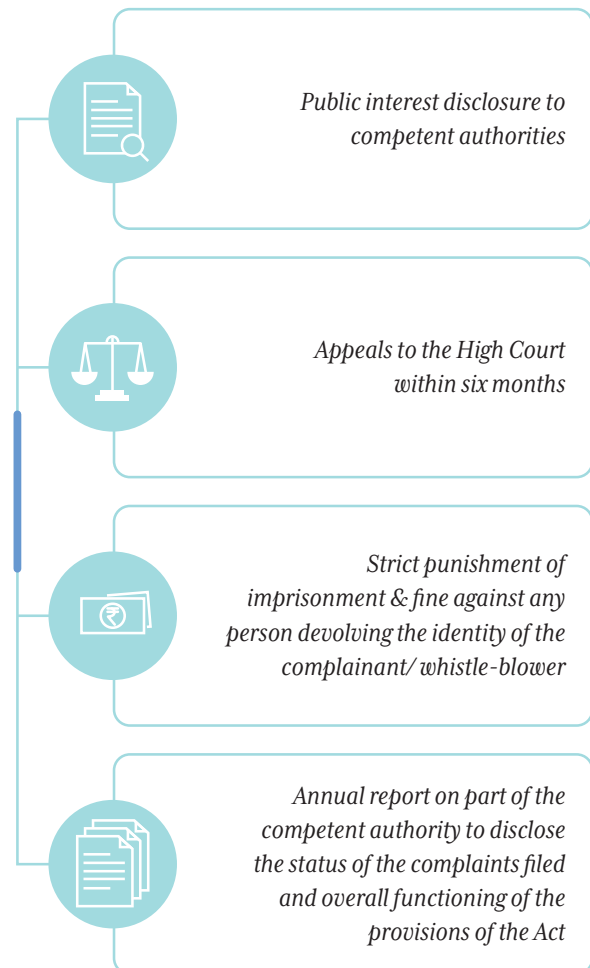 Public interest disclosure to
competent authorities
Appeals to the High Court
within six months
₹
Strict punishment of
imprisonment & fine against any
person devolving the identity of the
complainant/ whistle-blower
Annual report on part of the
competent authority to disclose
the status of the complaints filed
and overall functioning of the
provisions of the Act